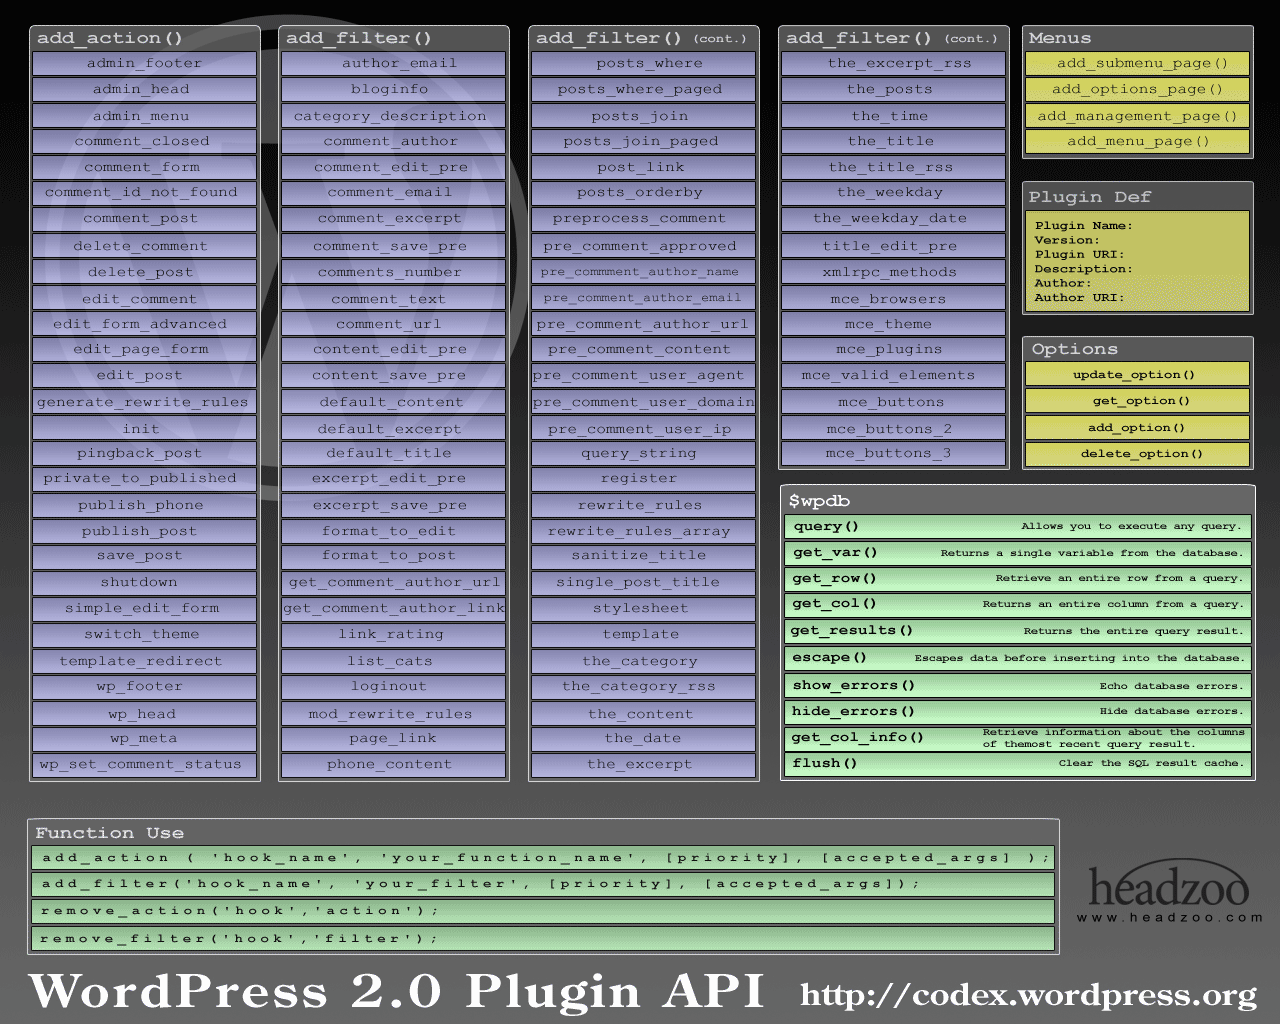 add_action()
admin_footer
admin_head
admin_menu
comment_closed
comment_form
comment_id_not_found
comment_post
delete_comment
delete_post
edit_comment
edit_form_advanced
edit_page_form
edit_post
generate_rewrite_rules
init
pingback_post
private_to_published
publish_phone
publish_post
save_post
shutdown
simple_edit_form
switch_theme
template_redirect
wp_footer
wp_head
wp_meta
wp_set_comment_status
add_filter()
author_email
bloginfo
category_description
comment_author
comment_edit_pre
comment_email
comment_excerpt
comment_save_pre
comments_number
comment_text
comment_url
content_edit_pre
content_save_pre
default_content
default_excerpt
default_title
excerpt_edit_pre
excerpt_save_pre
format_to_edit
format_to_post
get_comment_author_url
get_comment_author_link
link_rating
list_cats
loginout
mod_rewrite_rules
page_link
phone_content
add_filter() (cont.)
posts_where
posts_where_paged
posts_join
posts_join_paged
post_link
posts_orderby
preprocess_comment
pre_comment_approved
pre_commment_author_name
pre_comment_author_email
pre_comment_author_url
pre_comment_content
pre_comment_user_agent
pre_comment_user_domain
pre_comment_user_ip
query_string
register
rewrite_rules
rewrite_rules_array
sanitize_title
single_post_title
stylesheet
template
the_category
the_category_rss
the_content
the_date
the_excerpt
add_filter() (cont.)
the_excerpt_rss
the_posts
the_time
the_title
the_title_rss
the_weekday
the_weekday_date
title_edit_pre
xmlrpc_methods
mce_browsers
mce_theme
mce_plugins
mce_valid_elements
mce_buttons
mce_buttons_2
mce_buttons_3
Menus
add_submenu_page()
add_options_page()
add_management_page()
add_menu_page()
Plugin Def
Plugin Name:
Version:
Plugin URI:
Description:
Author:
Author URI:
Options
update_option()
get_option()
add_option()
delete_option()
$wpdb
query() Allows you to execute any query.
get_var() Returns a single variable from the database.
get_row() Retrieve an entire row from a query.
get_col() Returns an entire column from a query.
get_results() Returns the entire query result.
escape() Escapes data before inserting into the database.
show_errors() Echo database errors.
hide_errors() Hide database errors.
get_col_info() Retrieve information about the columns
of themost recent query result.
flush() Clear the SQL result cache.
Function Use
add_action ( 'hook_name', 'your_function_name', [priority], [accepted_args] );
add_filter('hook_name', 'your_filter', [priority], [accepted_args]);
remove_action('hook','action');
remove_filter('hook','filter');
headzoo
www.headzoo.com
WordPress 2.0 Plugin API
http://codex.wordpress.org